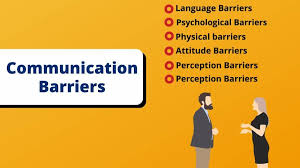 Communication
Barriers
Language Barriers
Psychological Barriers
Physical barriers
Attitude Barriers
Perception Barriers
Perception Barriers